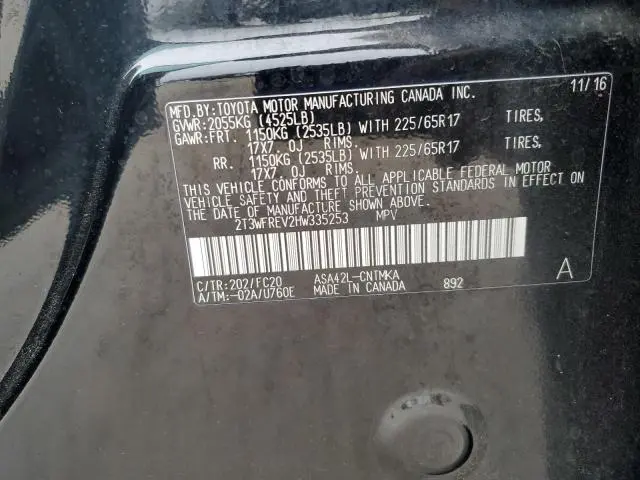 MFD.BY:TOYOTA MOTOR MANUFACTURING CANADA INC. 11/16
GVWR:2055KG (4525LB)
GAWR:FRT. 1150KG (2535LB) WITH 225/65R17 TIRES,
17X7. 0J RIMS.
RR. 1150KG (2535LB) WITH 225/65R17 TIRES,
17X7. 0J RIMS.
THIS VEHICLE CONFORMS TO ALL APPLICABLE FEDERAL MOTOR
VEHICLE SAFETY AND THEFT PREVENTION STANDARDS IN EFFECT ON
THE DATE OF MANUFACTURE SHOWN ABOVE.
2T3WFREV2HW335253 MPV
C/TR:202/FC20 ASA42L-CNTMKA A
A/TM:-02A/U760E MADE IN CANADA 892